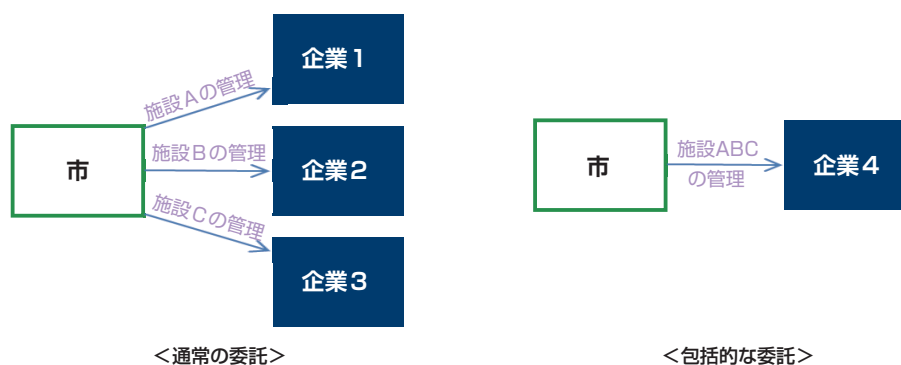 市
施設Aの管理
企業1
施設Bの管理
企業2
施設Cの管理
企業3
＜通常の委託＞
市
施設ABC
の管理
企業4
＜包括的な委託＞